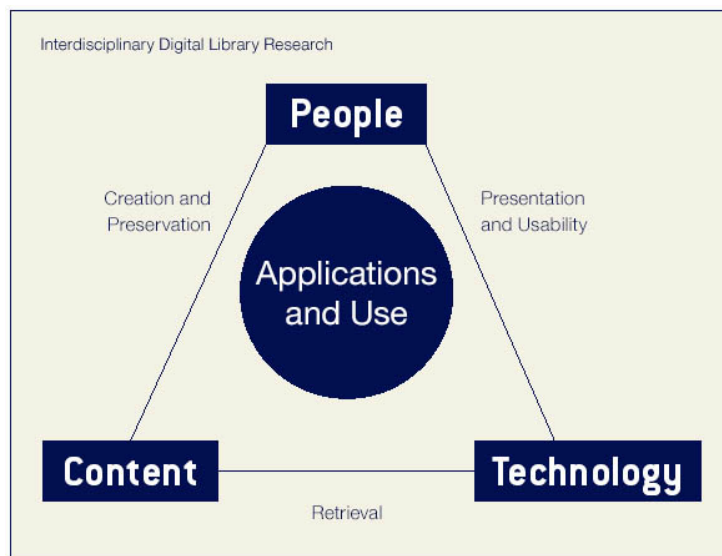 Interdisciplinary Digital Library Research
People
Creation and
Preservation
Presentation
and Usability
Applications
and Use
Content
Technology
Retrieval